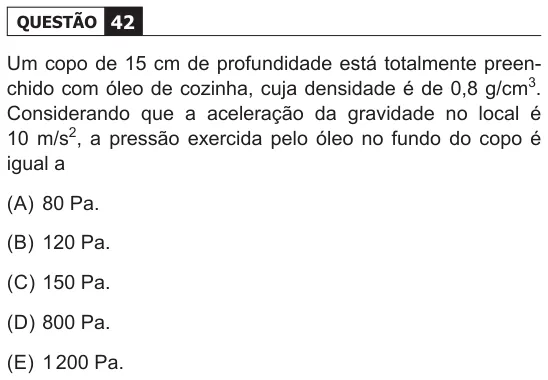 QUESTÃO 42
Um copo de 15 cm de profundidade está totalmente preen-
chido com óleo de cozinha, cuja densidade é de 0,8 g/cm³.
Considerando que a aceleração da gravidade no local é
10 m/s², a pressão exercida pelo óleo no fundo do copo é
igual a
(A) 80 Pa.
(B) 120 Pa.
(C) 150 Pa.
(D) 800 Pa.
(E) 1 200 Pa.